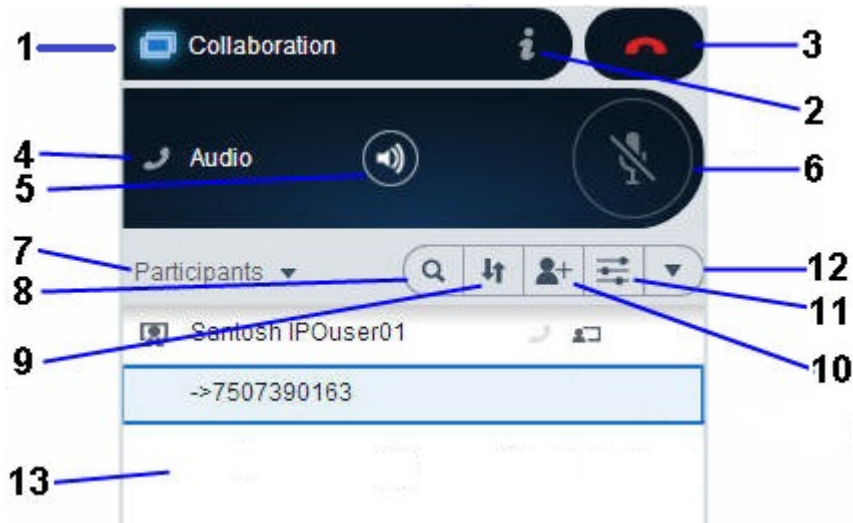 1 Collaboration 3
2
4 Audio
5 6
7 Participants 12
8 11
Santosh IPOuser01
9 10
->7507390163
13